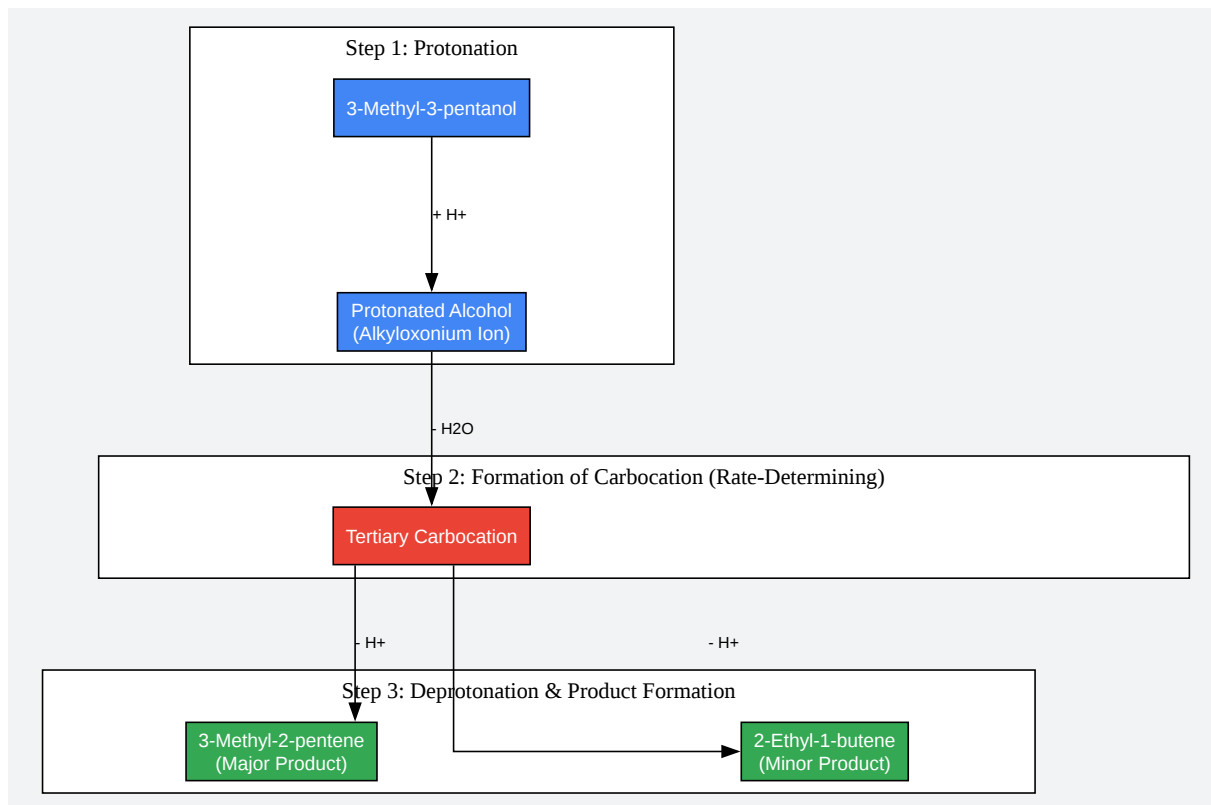 Step 1: Protonation
3-Methyl-3-pentanol
+ H+
Protonated Alcohol
(Alkyloxonium Ion)
- H2O
Step 2: Formation of Carbocation (Rate-Determining)
Tertiary Carbocation
- H+
- H+
Step 3: Deprotonation & Product Formation
3-Methyl-2-pentene
(Major Product)
2-Ethyl-1-butene
(Minor Product)